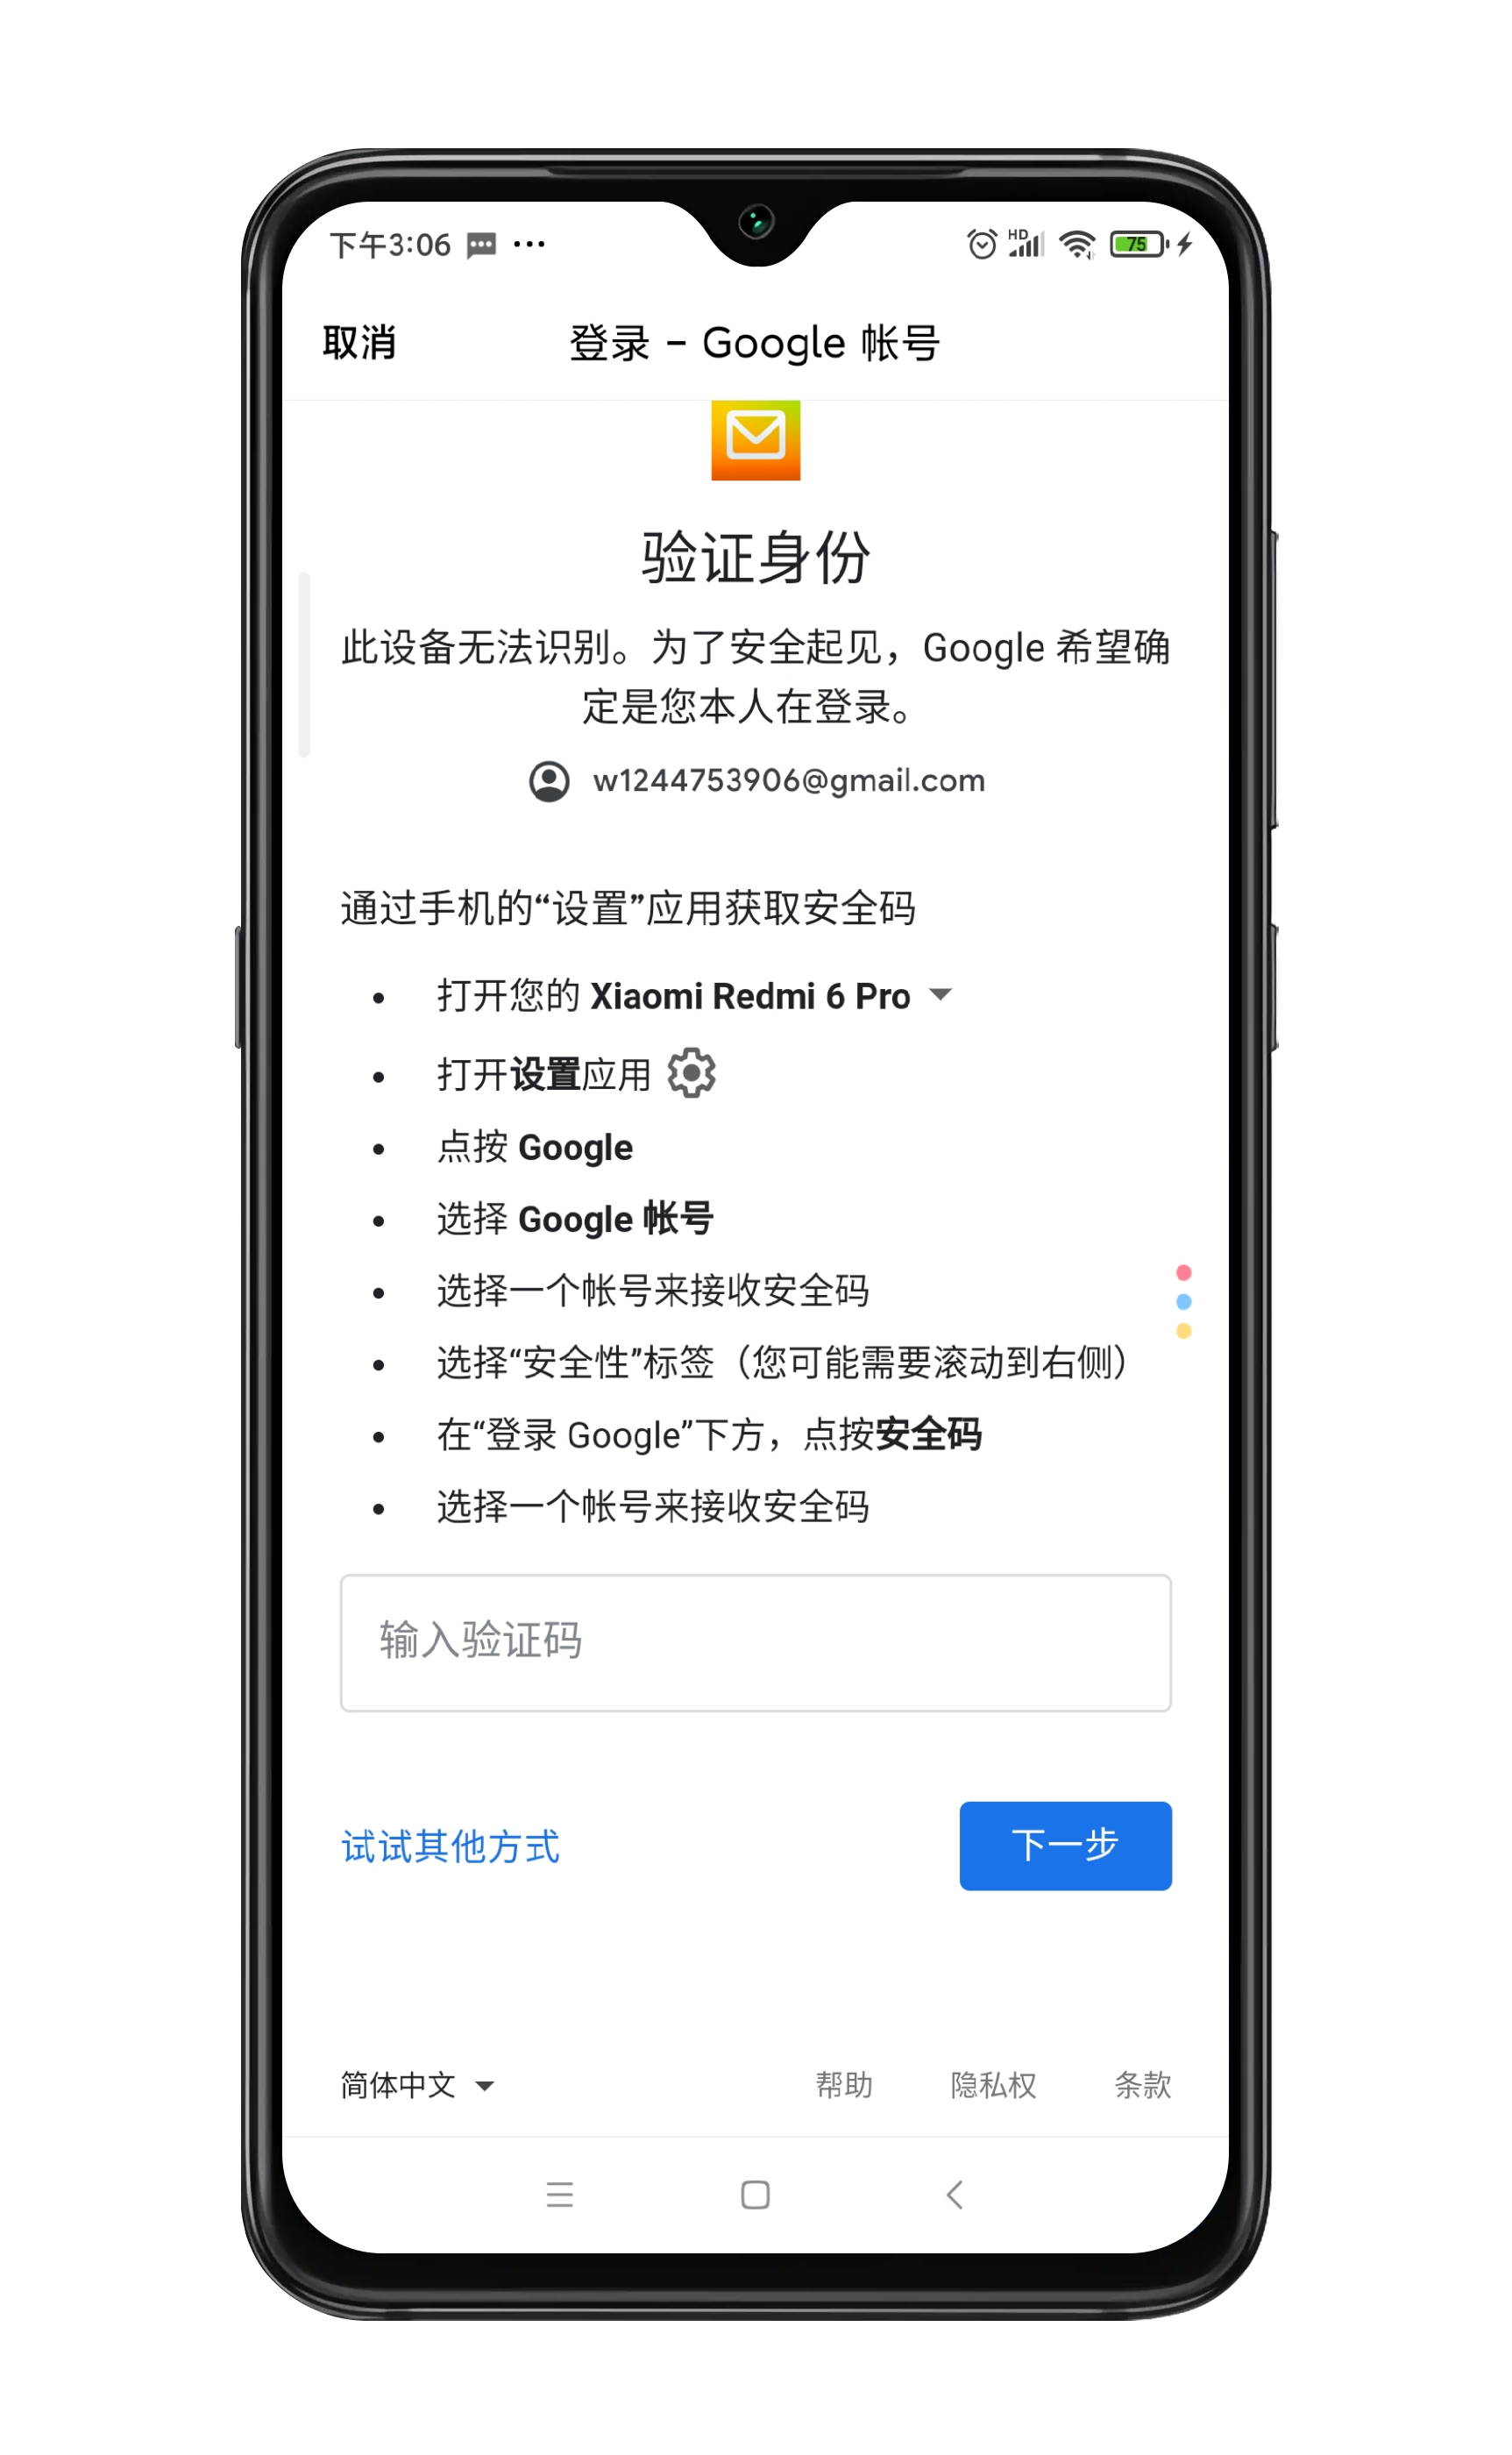 下午3:06
HD
75
取消
登录 – Google 帐号
验证身份
此设备无法识别。为了安全起见，Google 希望确
定是您本人在登录。
w1244753906@gmail.com
通过手机的“设置”应用获取安全码
• 打开您的 Xiaomi Redmi 6 Pro
• 打开设置应用
• 点按 Google
• 选择 Google 帐号
• 选择一个帐号来接收安全码
• 选择“安全性”标签（您可能需要滚动到右侧）
• 在“登录 Google”下方，点按安全码
• 选择一个帐号来接收安全码
输入验证码
试试其他方式
下一步
简体中文
帮助
隐私权
条款